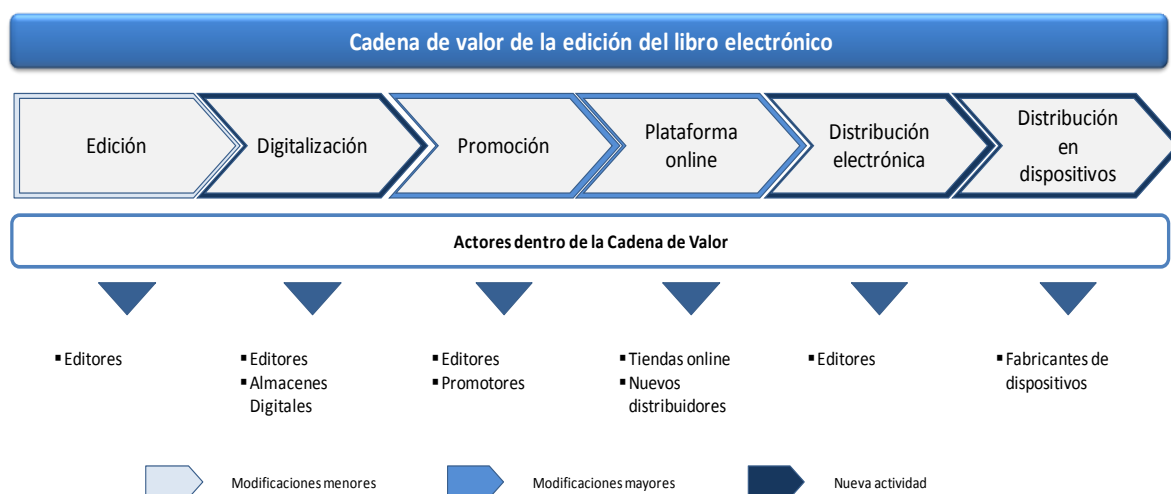 Cadena de valor de la edición del libro electrónico
Edición
Digitalización
Promoción
Plataforma
online
Distribución
electrónica
Distribución
en
dispositivos
Actores dentro de la Cadena de Valor
▪ Editores
▪ Editores
▪ Almacenes
Digitales
▪ Editores
▪ Promotores
▪ Tiendas online
▪ Nuevos
distribuidores
▪ Editores
▪ Fabricantes de
dispositivos
Modificaciones menores
Modificaciones mayores
Nueva actividad